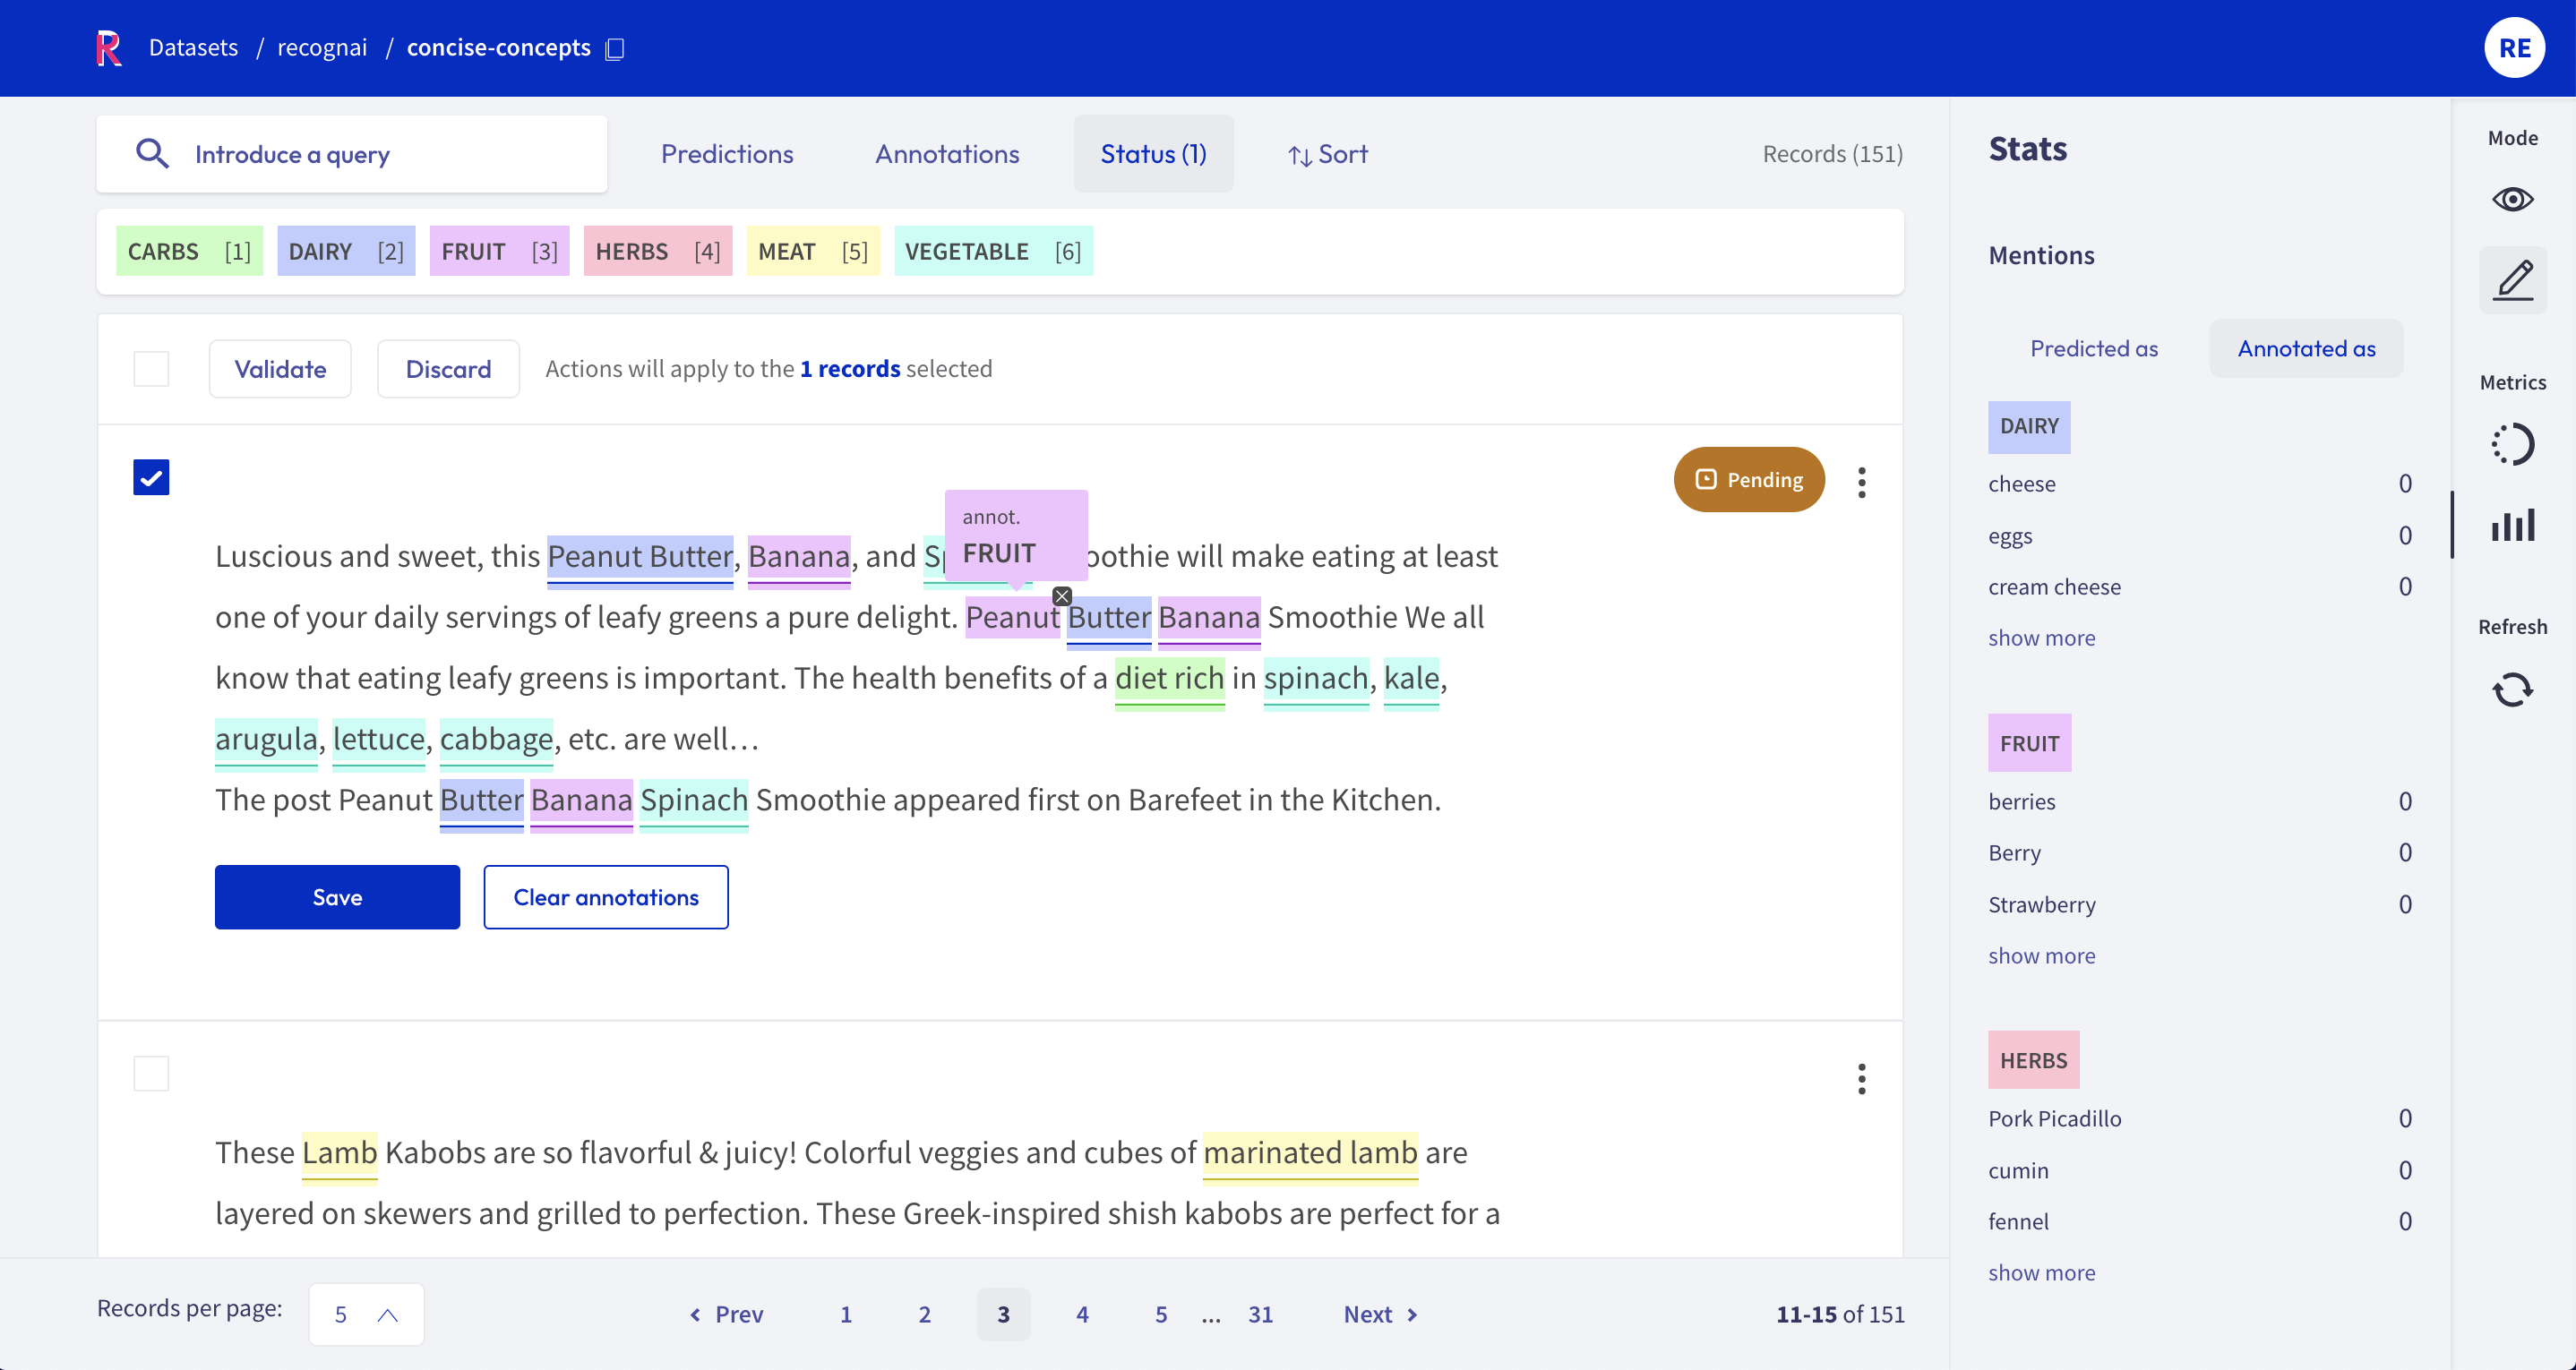 Datasets / recognai / concise-concepts
RE
Introduce a query
Predictions
Annotations
Status (1)
Sort
Records (151)
CARBS [1] DAIRY [2] FRUIT [3] HERBS [4] MEAT [5] VEGETABLE [6]
Validate
Discard
Actions will apply to the 1 records selected
Pending
annot.
FRUIT
Luscious and sweet, this Peanut Butter, Banana, and will make eating at least
one of your daily servings of leafy greens a pure delight. Peanut Butter Banana Smoothie We all
know that eating leafy greens is important. The health benefits of a diet rich in spinach, kale,
arugula, lettuce, cabbage, etc. are well…
The post Peanut Butter Banana Spinach Smoothie appeared first on Barefeet in the Kitchen.
Save
Clear annotations
These Lamb Kabobs are so flavorful & juicy! Colorful veggies and cubes of marinated lamb are
layered on skewers and grilled to perfection. These Greek-inspired shish kabobs are perfect for a
Records per page: 5
Prev 1 2 3 4 5 ... 31 Next
11-15 of 151
Stats
Mentions
Predicted as
Annotated as
DAIRY
cheese 0
eggs 0
cream cheese 0
show more
FRUIT
berries 0
Berry 0
Strawberry 0
show more
HERBS
Pork Picadillo 0
cumin 0
fennel 0
show more
Mode
Metrics
Refresh